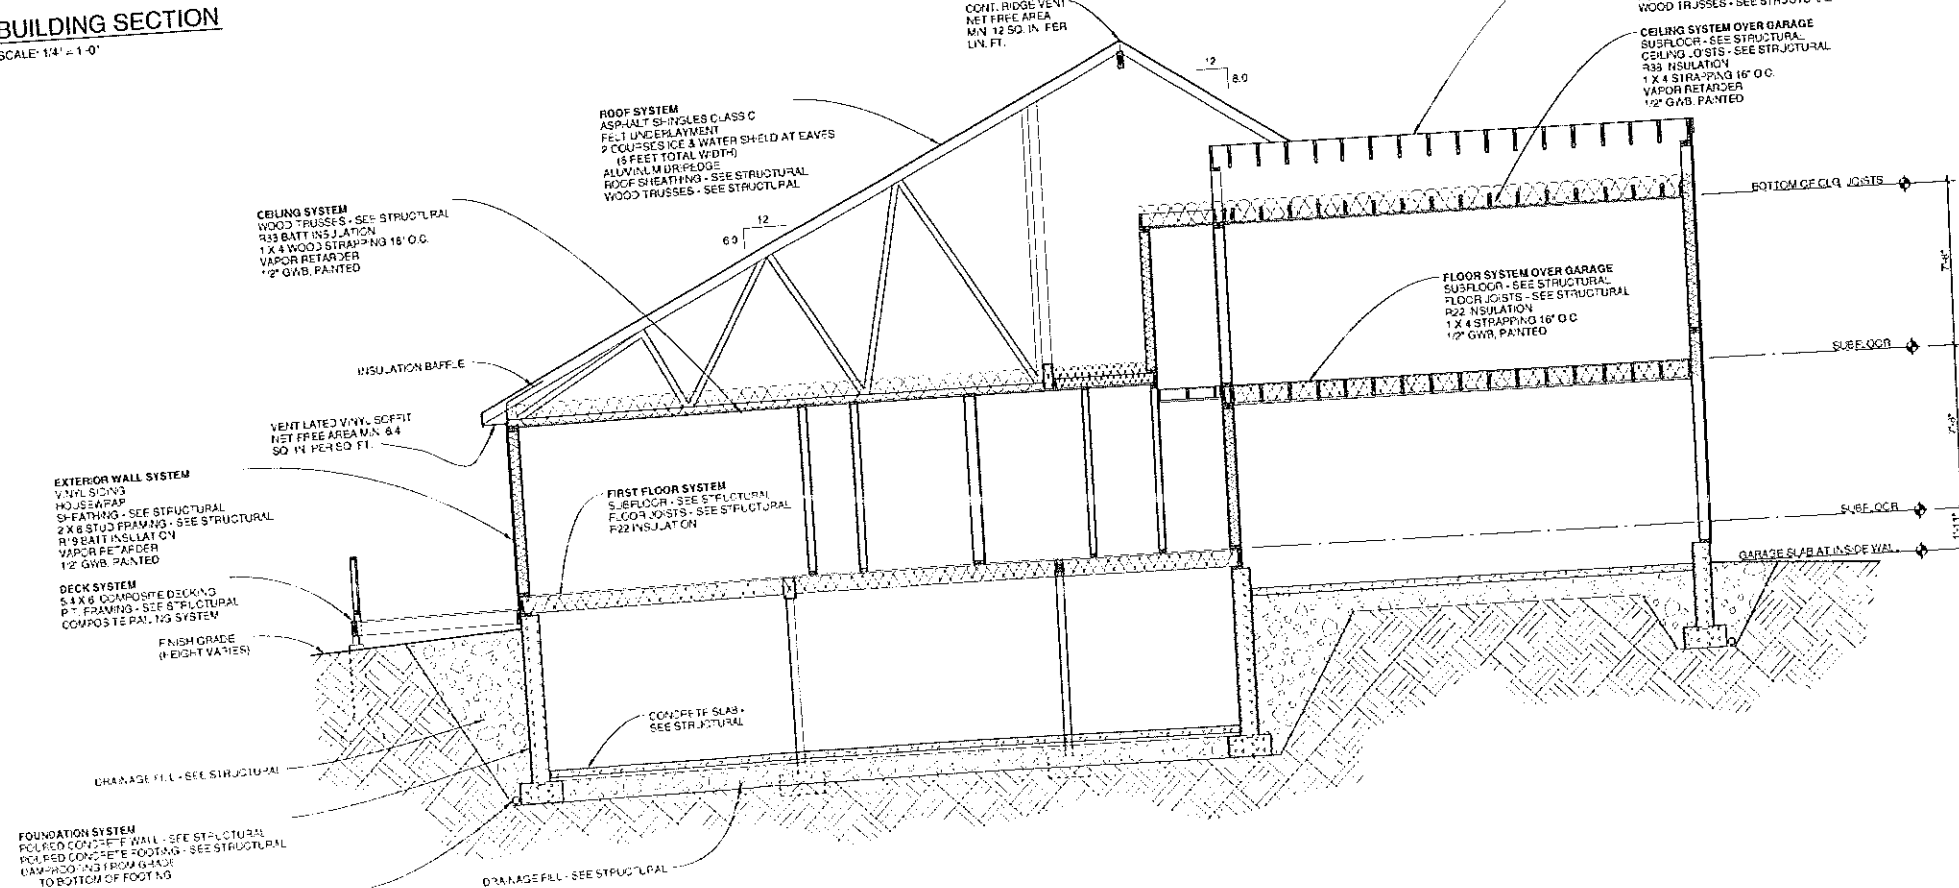 BUILDING SECTION
SCALE: 1/4" = 1'-0"
CONT. RIDGE VENT
NET FREE AREA
MIN. 12 SQ. IN. PER
LIN. FT.
12
8.0
WOOD TRUSSES - SEE
CEILING SYSTEM OVER GARAGE
SUBFLOOR - SEE STRUCTURAL
CEILING JOISTS - SEE STRUCTURAL
R38 INSULATION
1 X 4 STRAPPING 16" O.C.
VAPOR RETARDER
1/2" GWB, PAINTED
ROOF SYSTEM
ASPHALT SHINGLES CLASS C
FELT UNDERLAYMENT
2 COURSES ICE & WATER SHIELD AT EAVES
(6 FEET TOTAL WIDTH)
ALUMINUM DRIPEDGE
ROOF SHEATHING - SEE STRUCTURAL
WOOD TRUSSES - SEE STRUCTURAL
CEILING SYSTEM
WOOD TRUSSES - SEE STRUCTURAL
R38 BATT INSULATION
1 X 4 WOOD STRAPPING 16" O.C.
VAPOR RETARDER
1/2" GWB, PAINTED
12
6.0
BOTTOM OF CLG. JOISTS
FLOOR SYSTEM OVER GARAGE
SUBFLOOR - SEE STRUCTURAL
FLOOR JOISTS - SEE STRUCTURAL
R22 INSULATION
1 X 4 STRAPPING 16" O.C.
1/2" GWB, PAINTED
7'-6"
SUBFLOOR
INSULATION BAFFLE
VENTILATED VINYL SOFFIT
NET FREE AREA MIN. 6.4
SQ. IN. PER SQ. FT.
EXTERIOR WALL SYSTEM
VINYL SIDING
HOUSEWRAP
SHEATHING - SEE STRUCTURAL
2 X 6 STUD FRAMING - SEE STRUCTURAL
R19 BATT INSULATION
VAPOR RETARDER
1/2" GWB, PAINTED
FIRST FLOOR SYSTEM
SUBFLOOR - SEE STRUCTURAL
FLOOR JOISTS - SEE STRUCTURAL
R22 INSULATION
SUBFLOOR
GARAGE SLAB AT INSIDE WALL
DECK SYSTEM
5/4 X 6 COMPOSITE DECKING
P.T. FRAMING - SEE STRUCTURAL
COMPOSITE RAILING SYSTEM
FINISH GRADE
(HEIGHT VARIES)
CONCRETE SLAB -
SEE STRUCTURAL
DRAINAGE FILL - SEE STRUCTURAL
FOUNDATION SYSTEM
POURED CONCRETE WALL - SEE STRUCTURAL
POURED CONCRETE FOOTING - SEE STRUCTURAL
DAMPROOFING FROM GRADE
TO BOTTOM OF FOOTING
DRAINAGE FILL - SEE STRUCTURAL